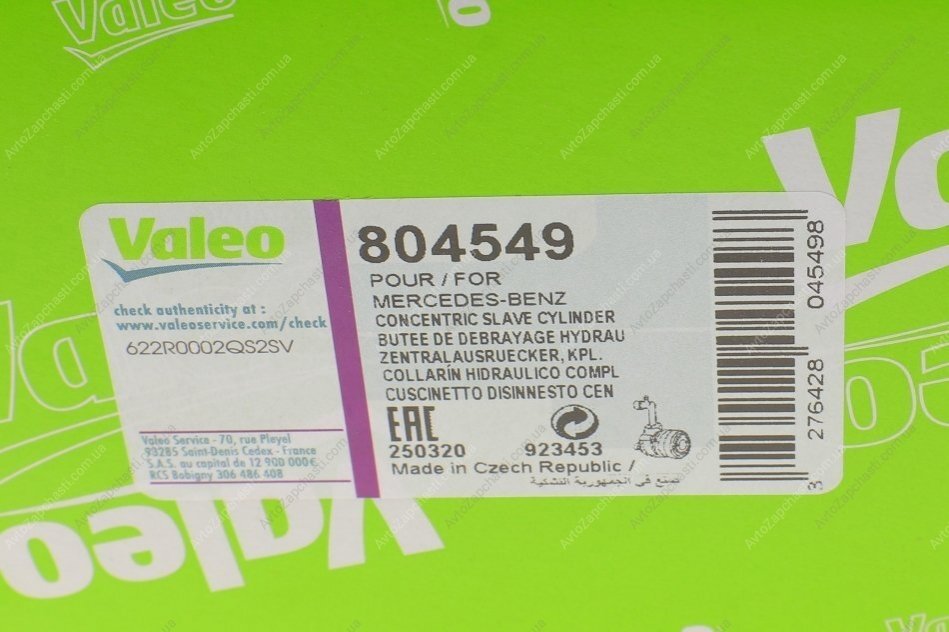 Valeo
Valeo
804549
POUR / FOR
MERCEDES-BENZ
CONCENTRIC SLAVE CYLINDER
BUTEE DE DEBRAYAGE HYDRAU
ZENTRALAUSRUECKER, KPL.
COLLARÍN HIDRAULICO COMPL
CUSCINETTO DISINNESTO CEN
check authenticity at :
www.valeoservice.com/check
622R0002QS2SV
Valeo Service - 70, rue Pleyel
93285 Saint-Denis Cedex - France
S.A.S. au capital de 12 900 000€
RCS Bobigny 306 486 408
EAC
250320 923453
Made in Czech Republic /
صنع في الجمهورية التشكية
3 276428 045498
Valeo
AvtoZapchasti.com.ua